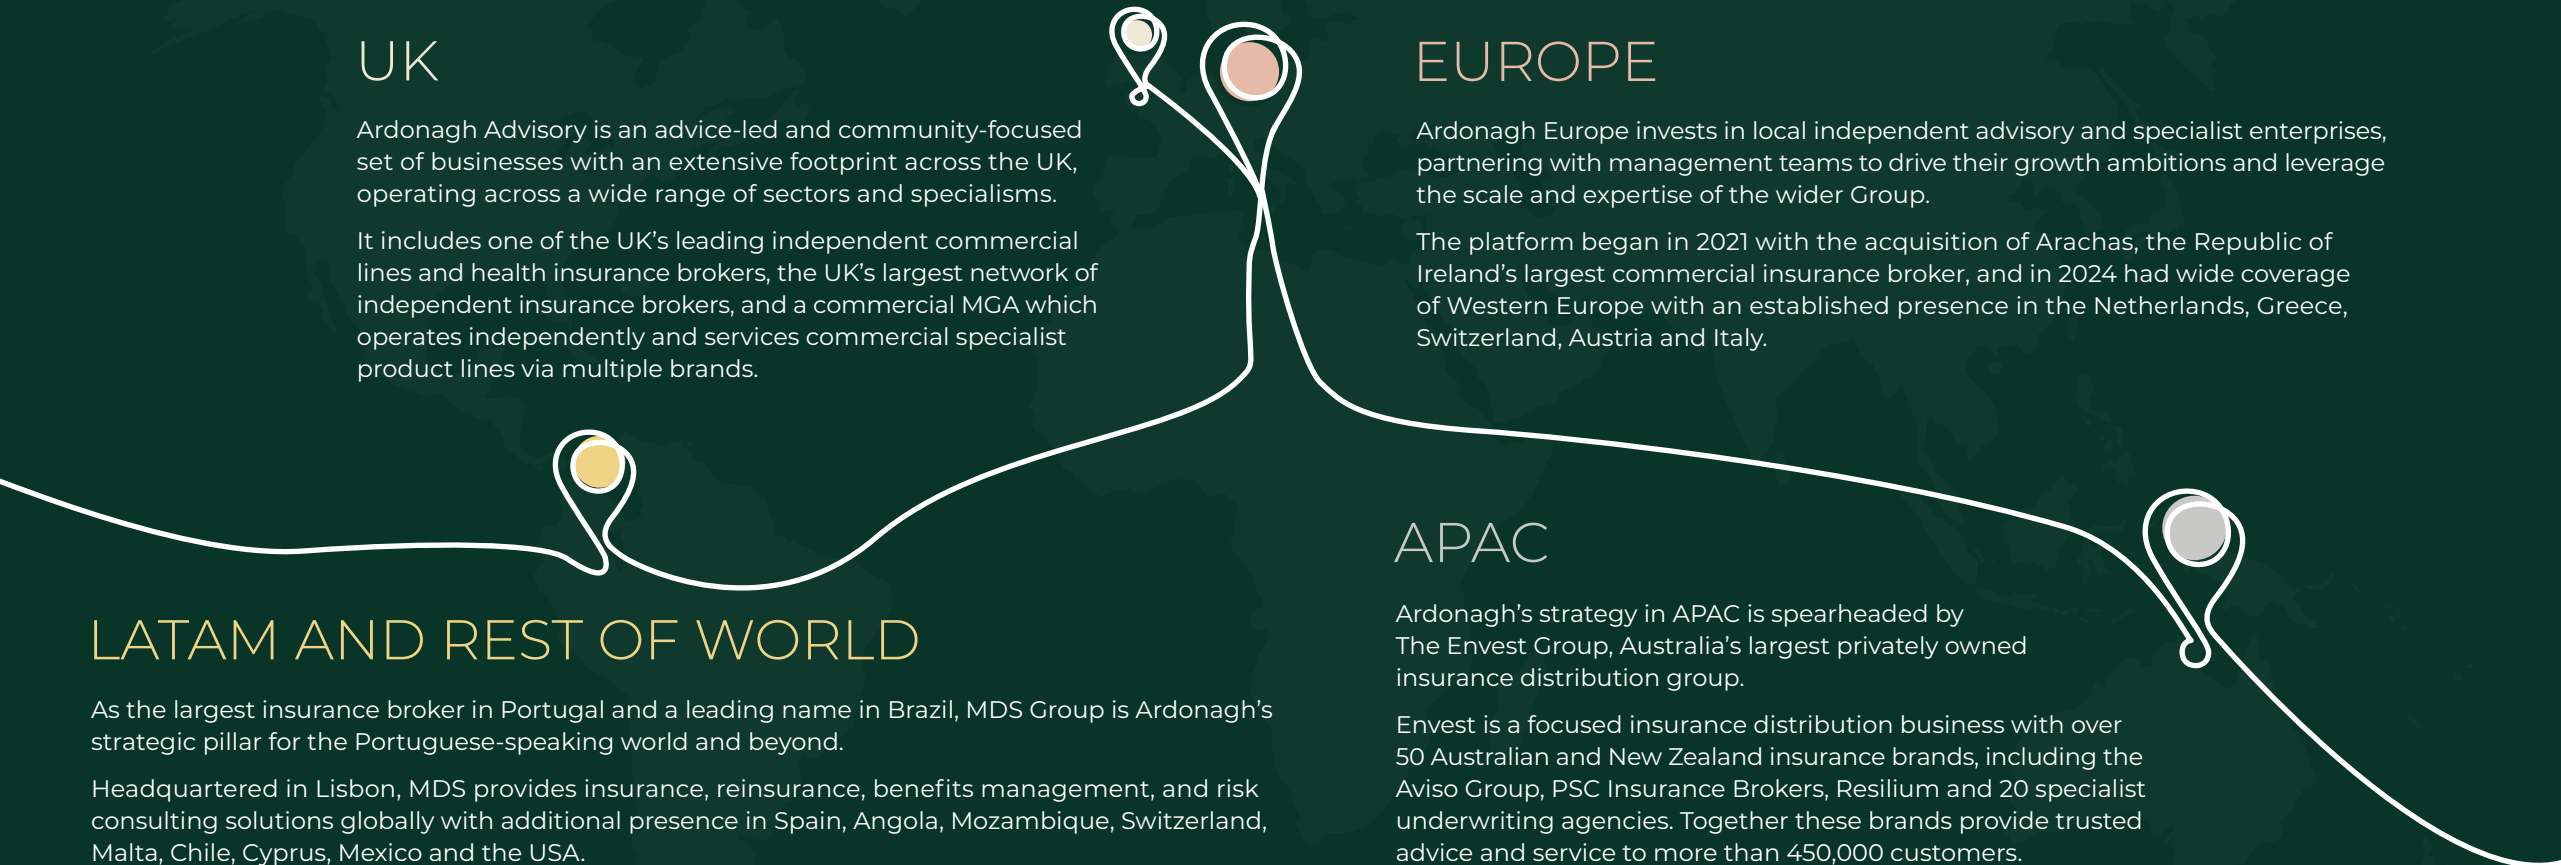 UK
Ardonagh Advisory is an advice-led and community-focused
set of businesses with an extensive footprint across the UK,
operating across a wide range of sectors and specialisms.
It includes one of the UK’s leading independent commercial
lines and health insurance brokers, the UK’s largest network of
independent insurance brokers, and a commercial MGA which
operates independently and services commercial specialist
product lines via multiple brands.
EUROPE
Ardonagh Europe invests in local independent advisory and specialist enterprises,
partnering with management teams to drive their growth ambitions and leverage
the scale and expertise of the wider Group.
The platform began in 2021 with the acquisition of Arachas, the Republic of
Ireland’s largest commercial insurance broker, and in 2024 had wide coverage
of Western Europe with an established presence in the Netherlands, Greece,
Switzerland, Austria and Italy.
LATAM AND REST OF WORLD
As the largest insurance broker in Portugal and a leading name in Brazil, MDS Group is Ardonagh’s
strategic pillar for the Portuguese-speaking world and beyond.
Headquartered in Lisbon, MDS provides insurance, reinsurance, benefits management, and risk
consulting solutions globally with additional presence in Spain, Angola, Mozambique, Switzerland,
Malta, Chile, Cyprus, Mexico and the USA.
APAC
Ardonagh’s strategy in APAC is spearheaded by
The Envest Group, Australia’s largest privately owned
insurance distribution group.
Envest is a focused insurance distribution business with over
50 Australian and New Zealand insurance brands, including the
Aviso Group, PSC Insurance Brokers, Resilium and 20 specialist
underwriting agencies. Together these brands provide trusted
advice and service to more than 450,000 customers.